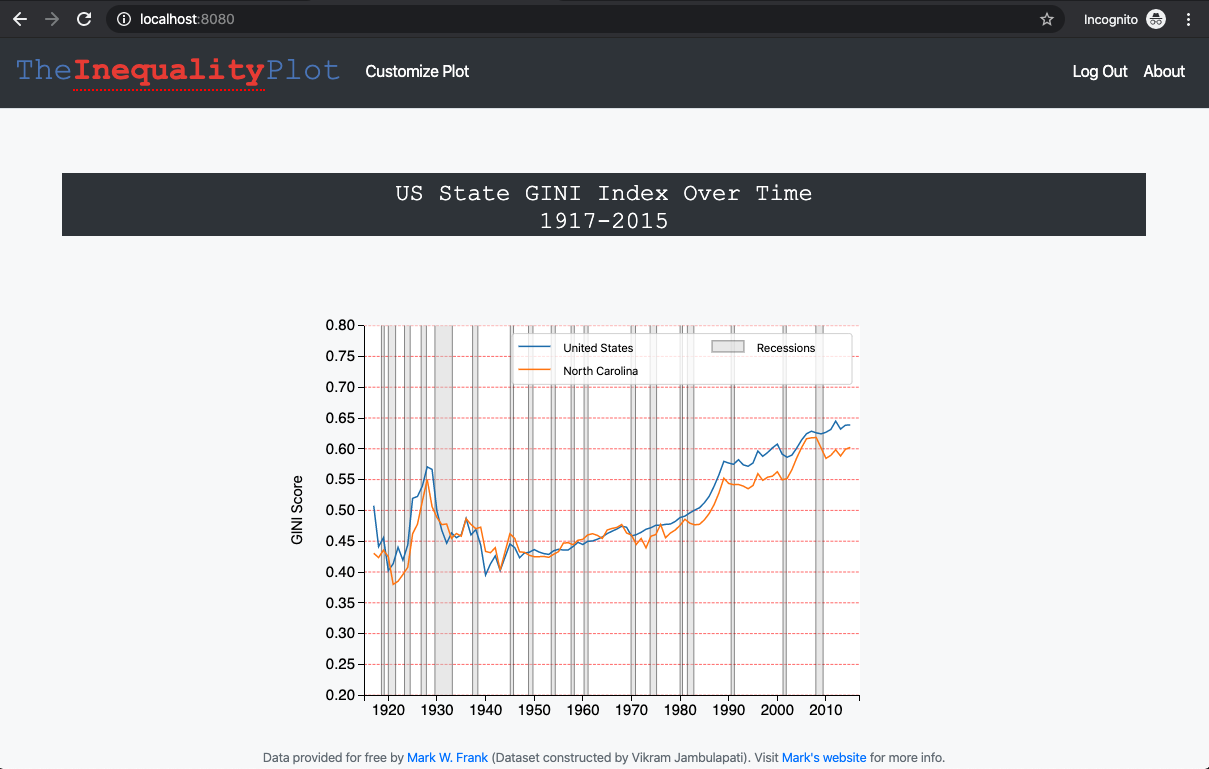 localhost:8080
Incognito
TheInequalityPlot
Customize Plot
Log Out
About
US State GINI Index Over Time
1917-2015
0.80
0.75
0.70
0.65
0.60
0.55
0.50
0.45
0.40
0.35
0.30
0.25
0.20
GINI Score
United States
Recessions
North Carolina
1920 1930 1940 1950 1960 1970 1980 1990 2000 2010
Data provided for free by Mark W. Frank (Dataset constructed by Vikram Jambulapati). Visit Mark's website for more info.